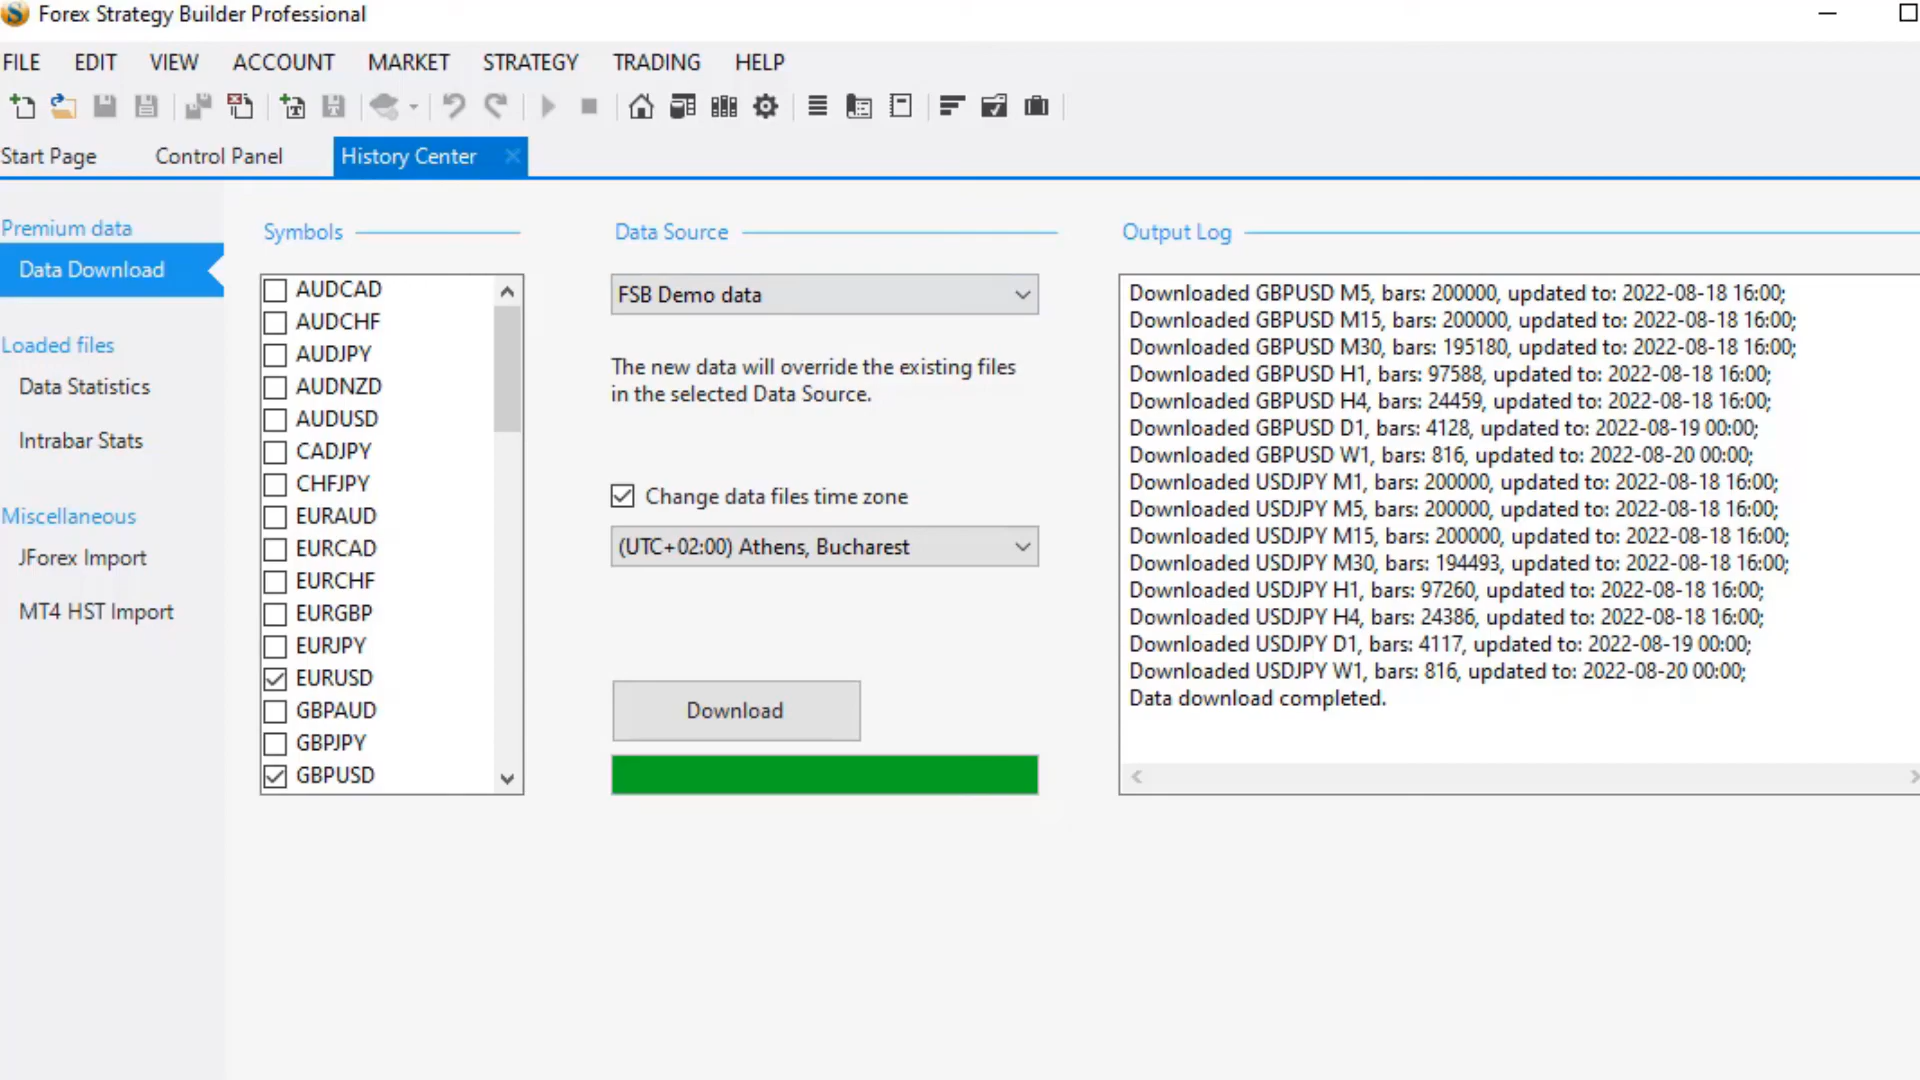 Forex Strategy Builder Professional
FILE EDIT VIEW ACCOUNT MARKET STRATEGY TRADING HELP
Start Page Control Panel History Center
Premium data
Data Download
Loaded files
Data Statistics
Intrabar Stats
Miscellaneous
JForex Import
MT4 HST Import
Symbols
AUDCAD
AUDCHF
AUDJPY
AUDNZD
AUDUSD
CADJPY
CHFJPY
EURAUD
EURCAD
EURCHF
EURGBP
EURJPY
EURUSD
GBPAUD
GBPJPY
GBPUSD
Data Source
FSB Demo data
The new data will override the existing files
in the selected Data Source.
Change data files time zone
(UTC+02:00) Athens, Bucharest
Download
Output Log
Downloaded GBPUSD M5, bars: 200000, updated to: 2022-08-18 16:00;
Downloaded GBPUSD M15, bars: 200000, updated to: 2022-08-18 16:00;
Downloaded GBPUSD M30, bars: 195180, updated to: 2022-08-18 16:00;
Downloaded GBPUSD H1, bars: 97588, updated to: 2022-08-18 16:00;
Downloaded GBPUSD H4, bars: 24459, updated to: 2022-08-18 16:00;
Downloaded GBPUSD D1, bars: 4128, updated to: 2022-08-19 00:00;
Downloaded GBPUSD W1, bars: 816, updated to: 2022-08-20 00:00;
Downloaded USDJPY M1, bars: 200000, updated to: 2022-08-18 16:00;
Downloaded USDJPY M5, bars: 200000, updated to: 2022-08-18 16:00;
Downloaded USDJPY M15, bars: 200000, updated to: 2022-08-18 16:00;
Downloaded USDJPY M30, bars: 194493, updated to: 2022-08-18 16:00;
Downloaded USDJPY H1, bars: 97260, updated to: 2022-08-18 16:00;
Downloaded USDJPY H4, bars: 24386, updated to: 2022-08-18 16:00;
Downloaded USDJPY D1, bars: 4117, updated to: 2022-08-19 00:00;
Downloaded USDJPY W1, bars: 816, updated to: 2022-08-20 00:00;
Data download completed.